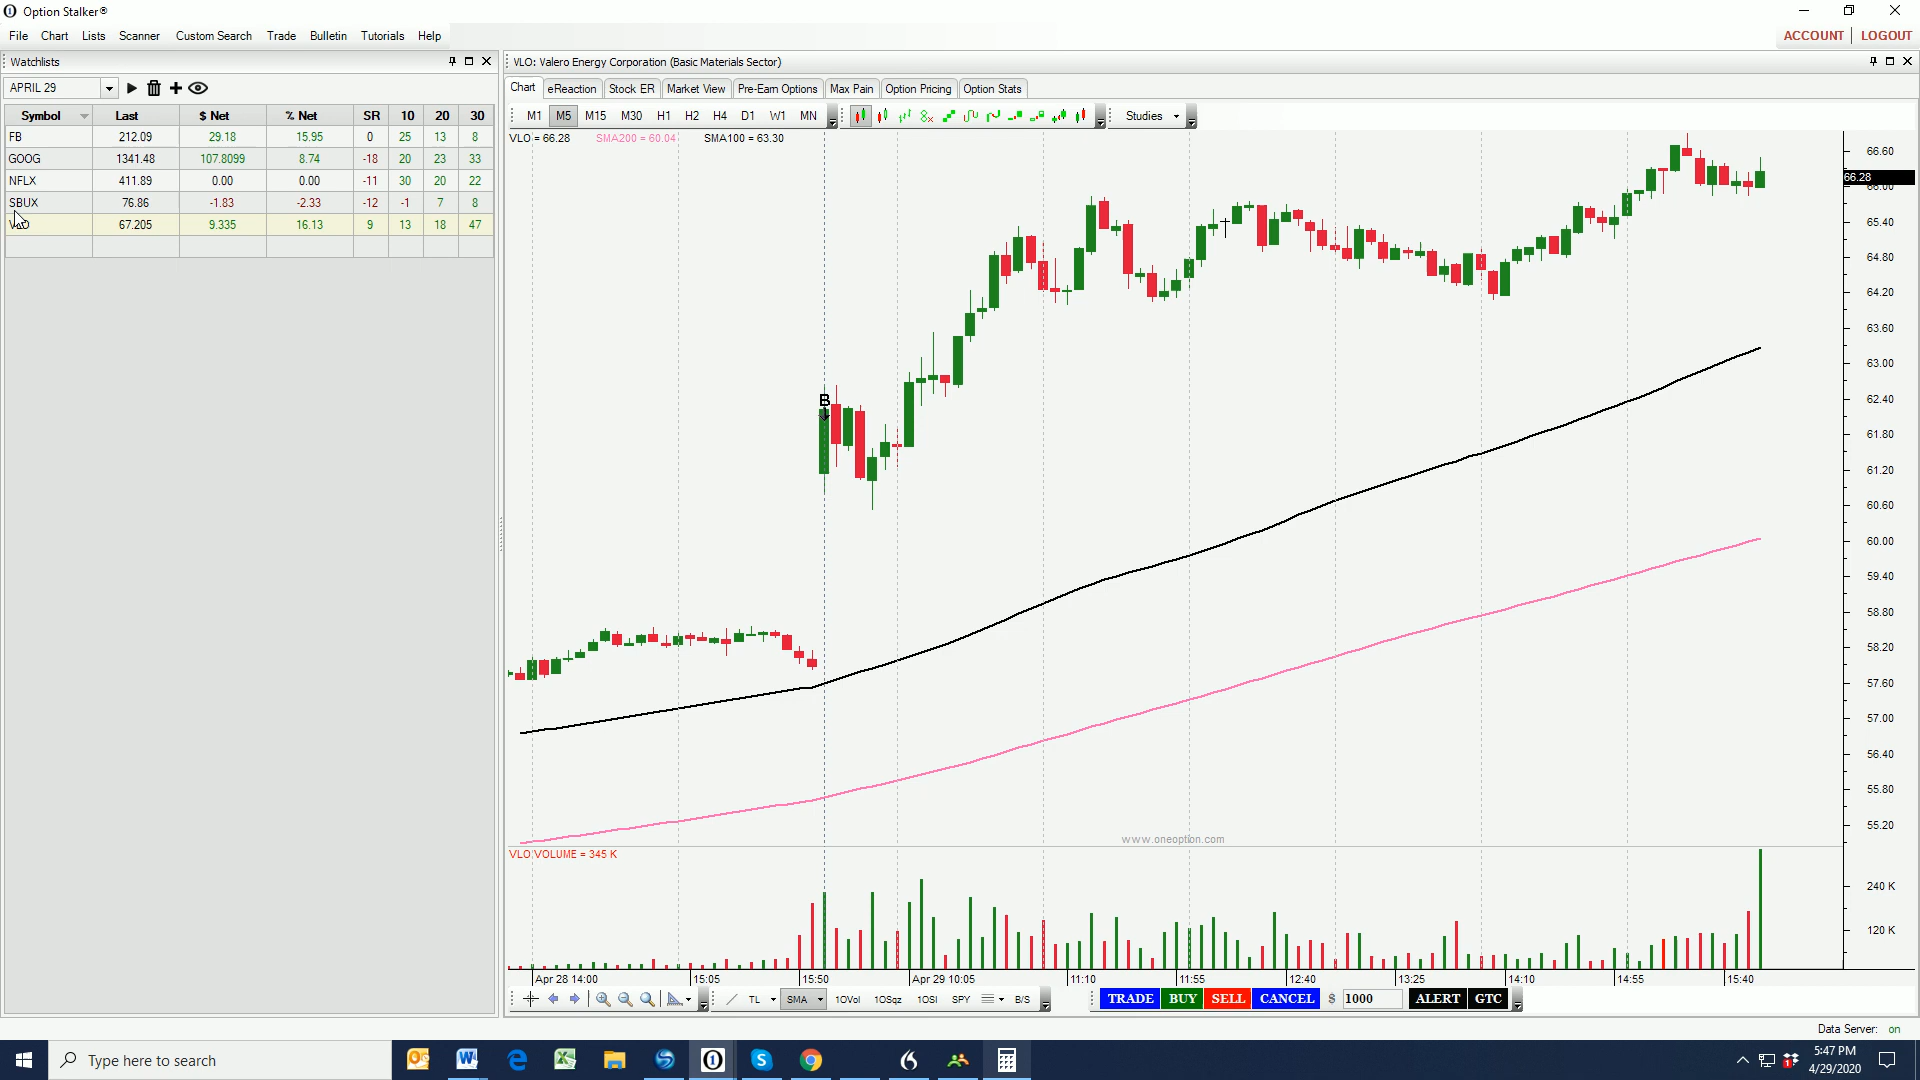 Option Stalker®
File Chart Lists Scanner Custom Search Trade Bulletin Tutorials Help
ACCOUNT LOGOUT
Watchlists
APRIL 29
Symbol Last $ Net % Net SR 10 20 30
FB 212.09 29.18 15.95 0 25 13 8
GOOG 1341.48 107.8099 8.74 -18 20 23 33
NFLX 411.89 0.00 0.00 -11 30 20 22
SBUX 76.86 -1.83 -2.33 -12 -1 7 8
VLO 67.205 9.335 16.13 9 13 18 47
VLO: Valero Energy Corporation (Basic Materials Sector)
Chart eReaction Stock ER Market View Pre-Earn Options Max Pain Option Pricing Option Stats
M1 M5 M15 M30 H1 H2 H4 D1 W1 MN Studies
VLO = 66.28 SMA200 = 60.04 SMA100 = 63.30
66.60
66.28
66.00
65.40
64.80
64.20
63.60
63.00
62.40
61.80
61.20
60.60
60.00
59.40
58.80
58.20
57.60
57.00
56.40
55.80
55.20
B
www.oneoption.com
VLO VOLUME = 345 K
240 K
120 K
Apr 28 14:00 15:05 15:50 Apr 29 10:05 11:10 11:55 12:40 13:25 14:10 14:55 15:40
TL SMA 1OVol 1OSqz 1OSI SPY B/S TRADE BUY SELL CANCEL $ 1000 ALERT GTC
Data Server: on
Type here to search
5:47 PM
4/29/2020